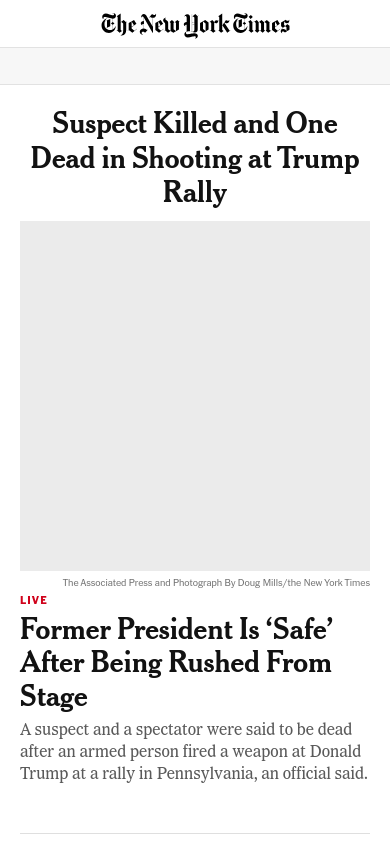 The New York Times
Suspect Killed and One
Dead in Shooting at Trump
Rally
The Associated Press and Photograph By Doug Mills/the New York Times
LIVE
Former President Is ‘Safe’
After Being Rushed From
Stage
A suspect and a spectator were said to be dead
after an armed person fired a weapon at Donald
Trump at a rally in Pennsylvania, an official said.